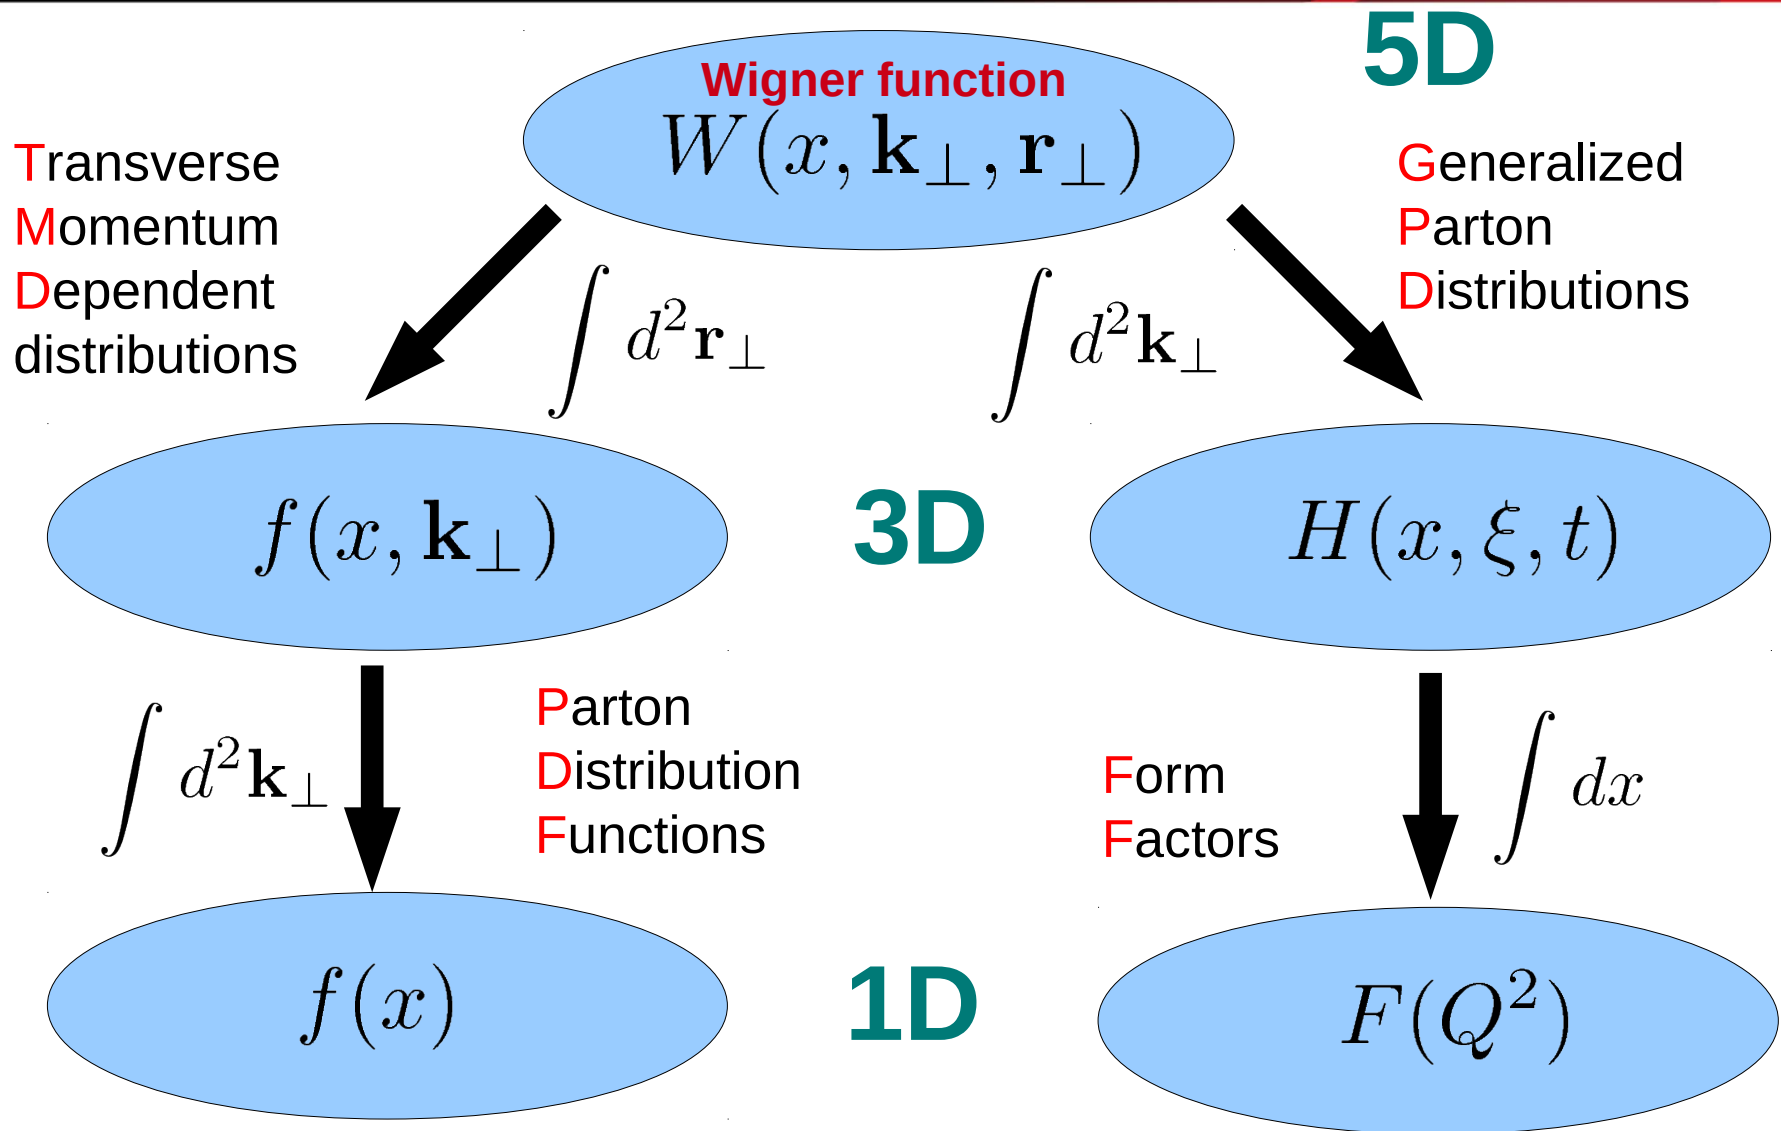 5D
Wigner function
W(x, k⊥, r⊥)
Transverse
Momentum
Dependent
distributions
Generalized
Parton
Distributions
∫ d²r⊥
∫ d²k⊥
f(x, k⊥)
3D
H(x, ξ, t)
∫ d²k⊥
Parton
Distribution
Functions
Form
Factors
∫ dx
f(x)
1D
F(Q²)